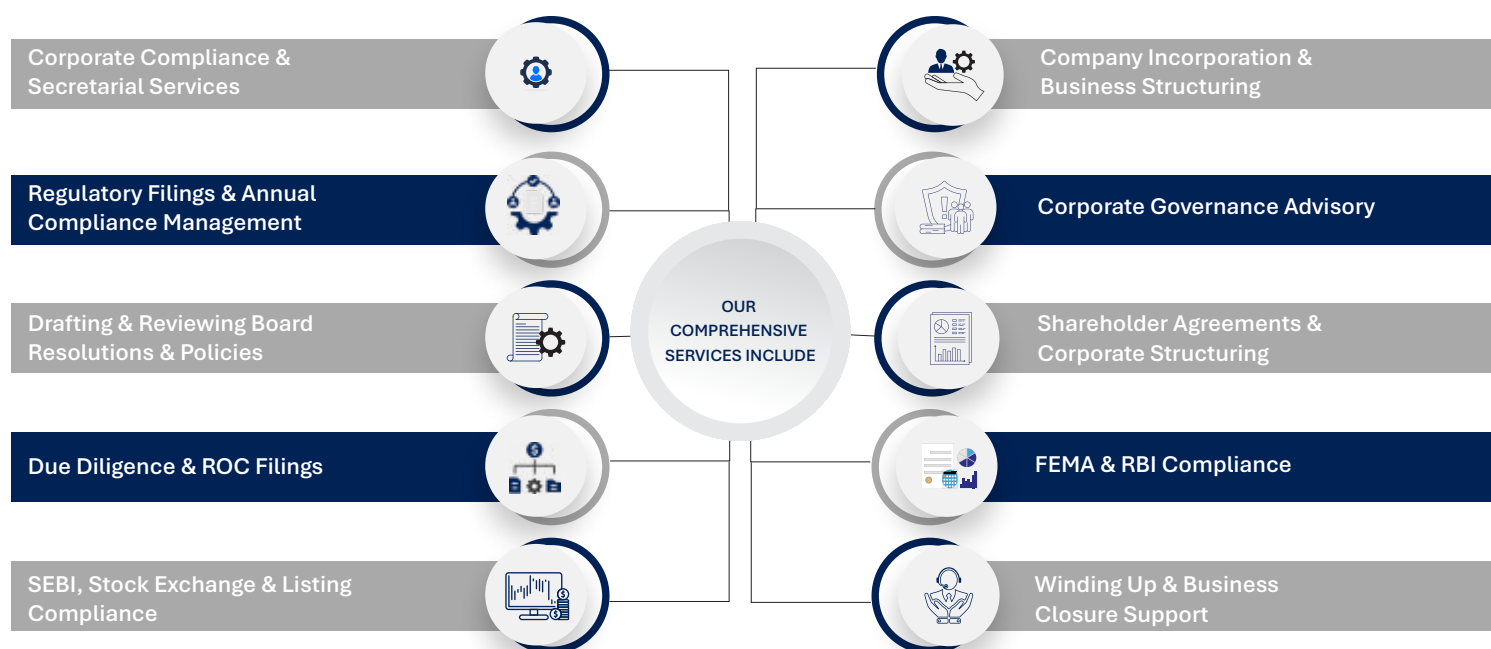 Corporate Compliance &
Secretarial Services
Regulatory Filings & Annual
Compliance Management
Drafting & Reviewing Board
Resolutions & Policies
Due Diligence & ROC Filings
SEBI, Stock Exchange & Listing
Compliance
OUR
COMPREHENSIVE
SERVICES INCLUDE
Company Incorporation &
Business Structuring
Corporate Governance Advisory
Shareholder Agreements &
Corporate Structuring
FEMA & RBI Compliance
Winding Up & Business
Closure Support